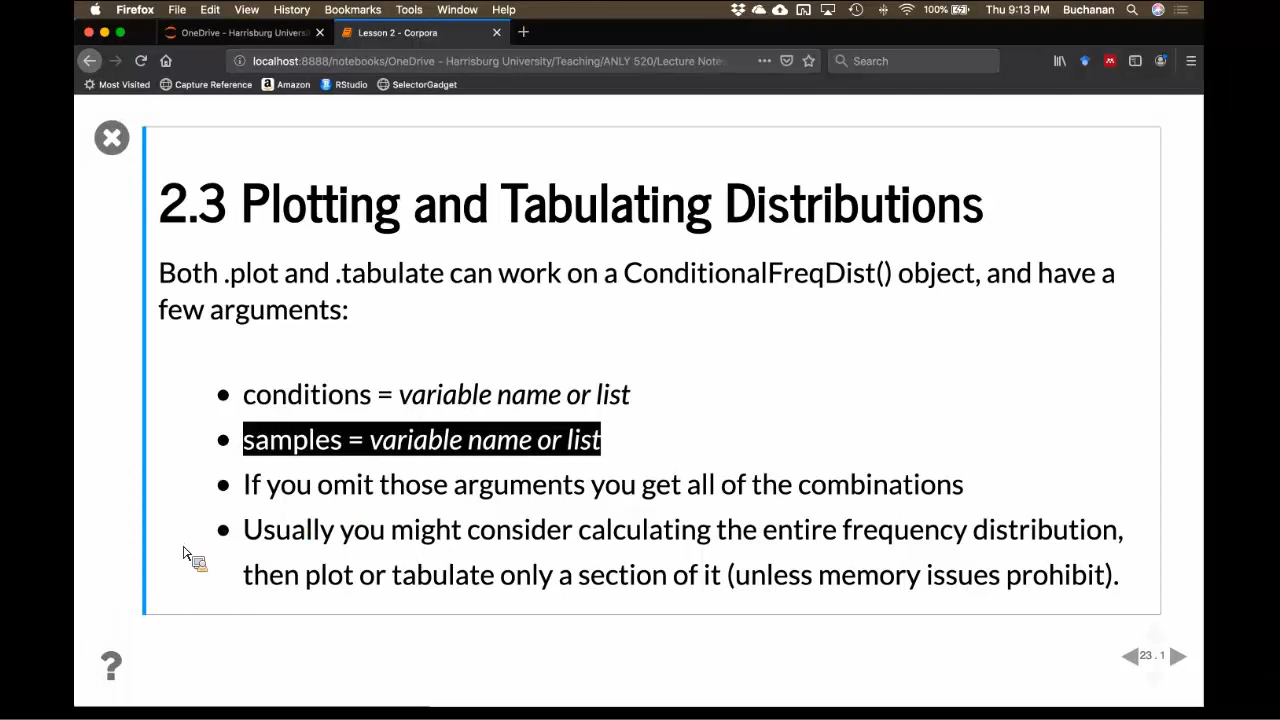 Firefox File Edit View History Bookmarks Tools Window Help 100% Thu 9:13 PM Buchanan
OneDrive - Harrisburg Universi Lesson 2 - Corpora
localhost:8888/notebooks/OneDrive - Harrisburg University/Teaching/ANLY 520/Lecture Note Search
Most Visited Capture Reference Amazon RStudio SelectorGadget
2.3 Plotting and Tabulating Distributions
Both .plot and .tabulate can work on a ConditionalFreqDist() object, and have a
few arguments:
• conditions = variable name or list
• samples = variable name or list
• If you omit those arguments you get all of the combinations
• Usually you might consider calculating the entire frequency distribution,
then plot or tabulate only a section of it (unless memory issues prohibit).
?
23 . 1